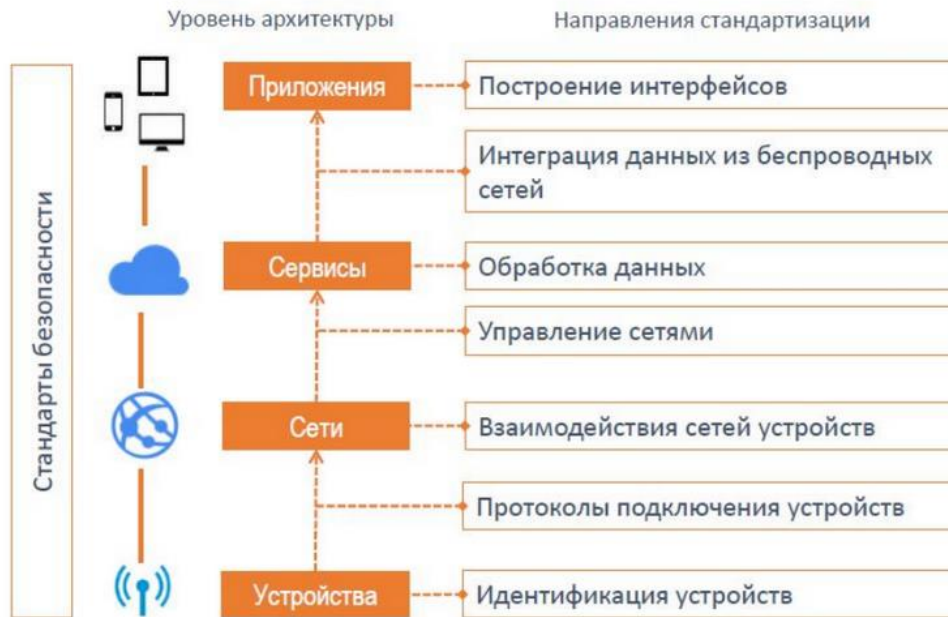 Уровень архитектуры
Направления стандартизации
Стандарты безопасности
Приложения
Построение интерфейсов
Интеграция данных из беспроводных
сетей
Сервисы
Обработка данных
Управление сетями
Сети
Взаимодействия сетей устройств
Протоколы подключения устройств
Устройства
Идентификация устройств